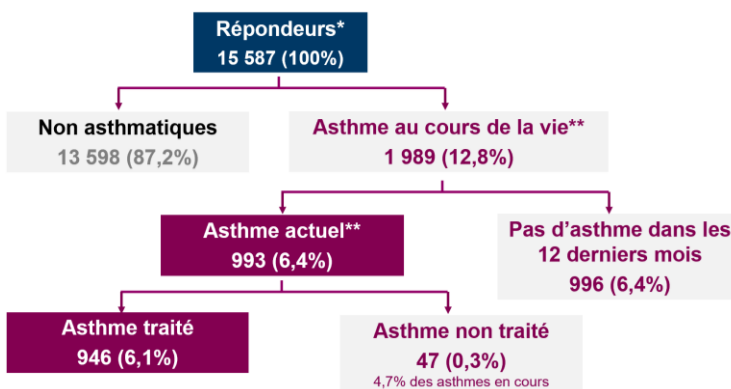 Répondeurs*
15 587 (100%)
Non asthmatiques
13 598 (87,2%)
Asthme au cours de la vie**
1 989 (12,8%)
Asthme actuel**
993 (6,4%)
Pas d’asthme dans les
12 derniers mois
996 (6,4%)
Asthme traité
946 (6,1%)
Asthme non traité
47 (0,3%)
4,7% des asthmes en cours